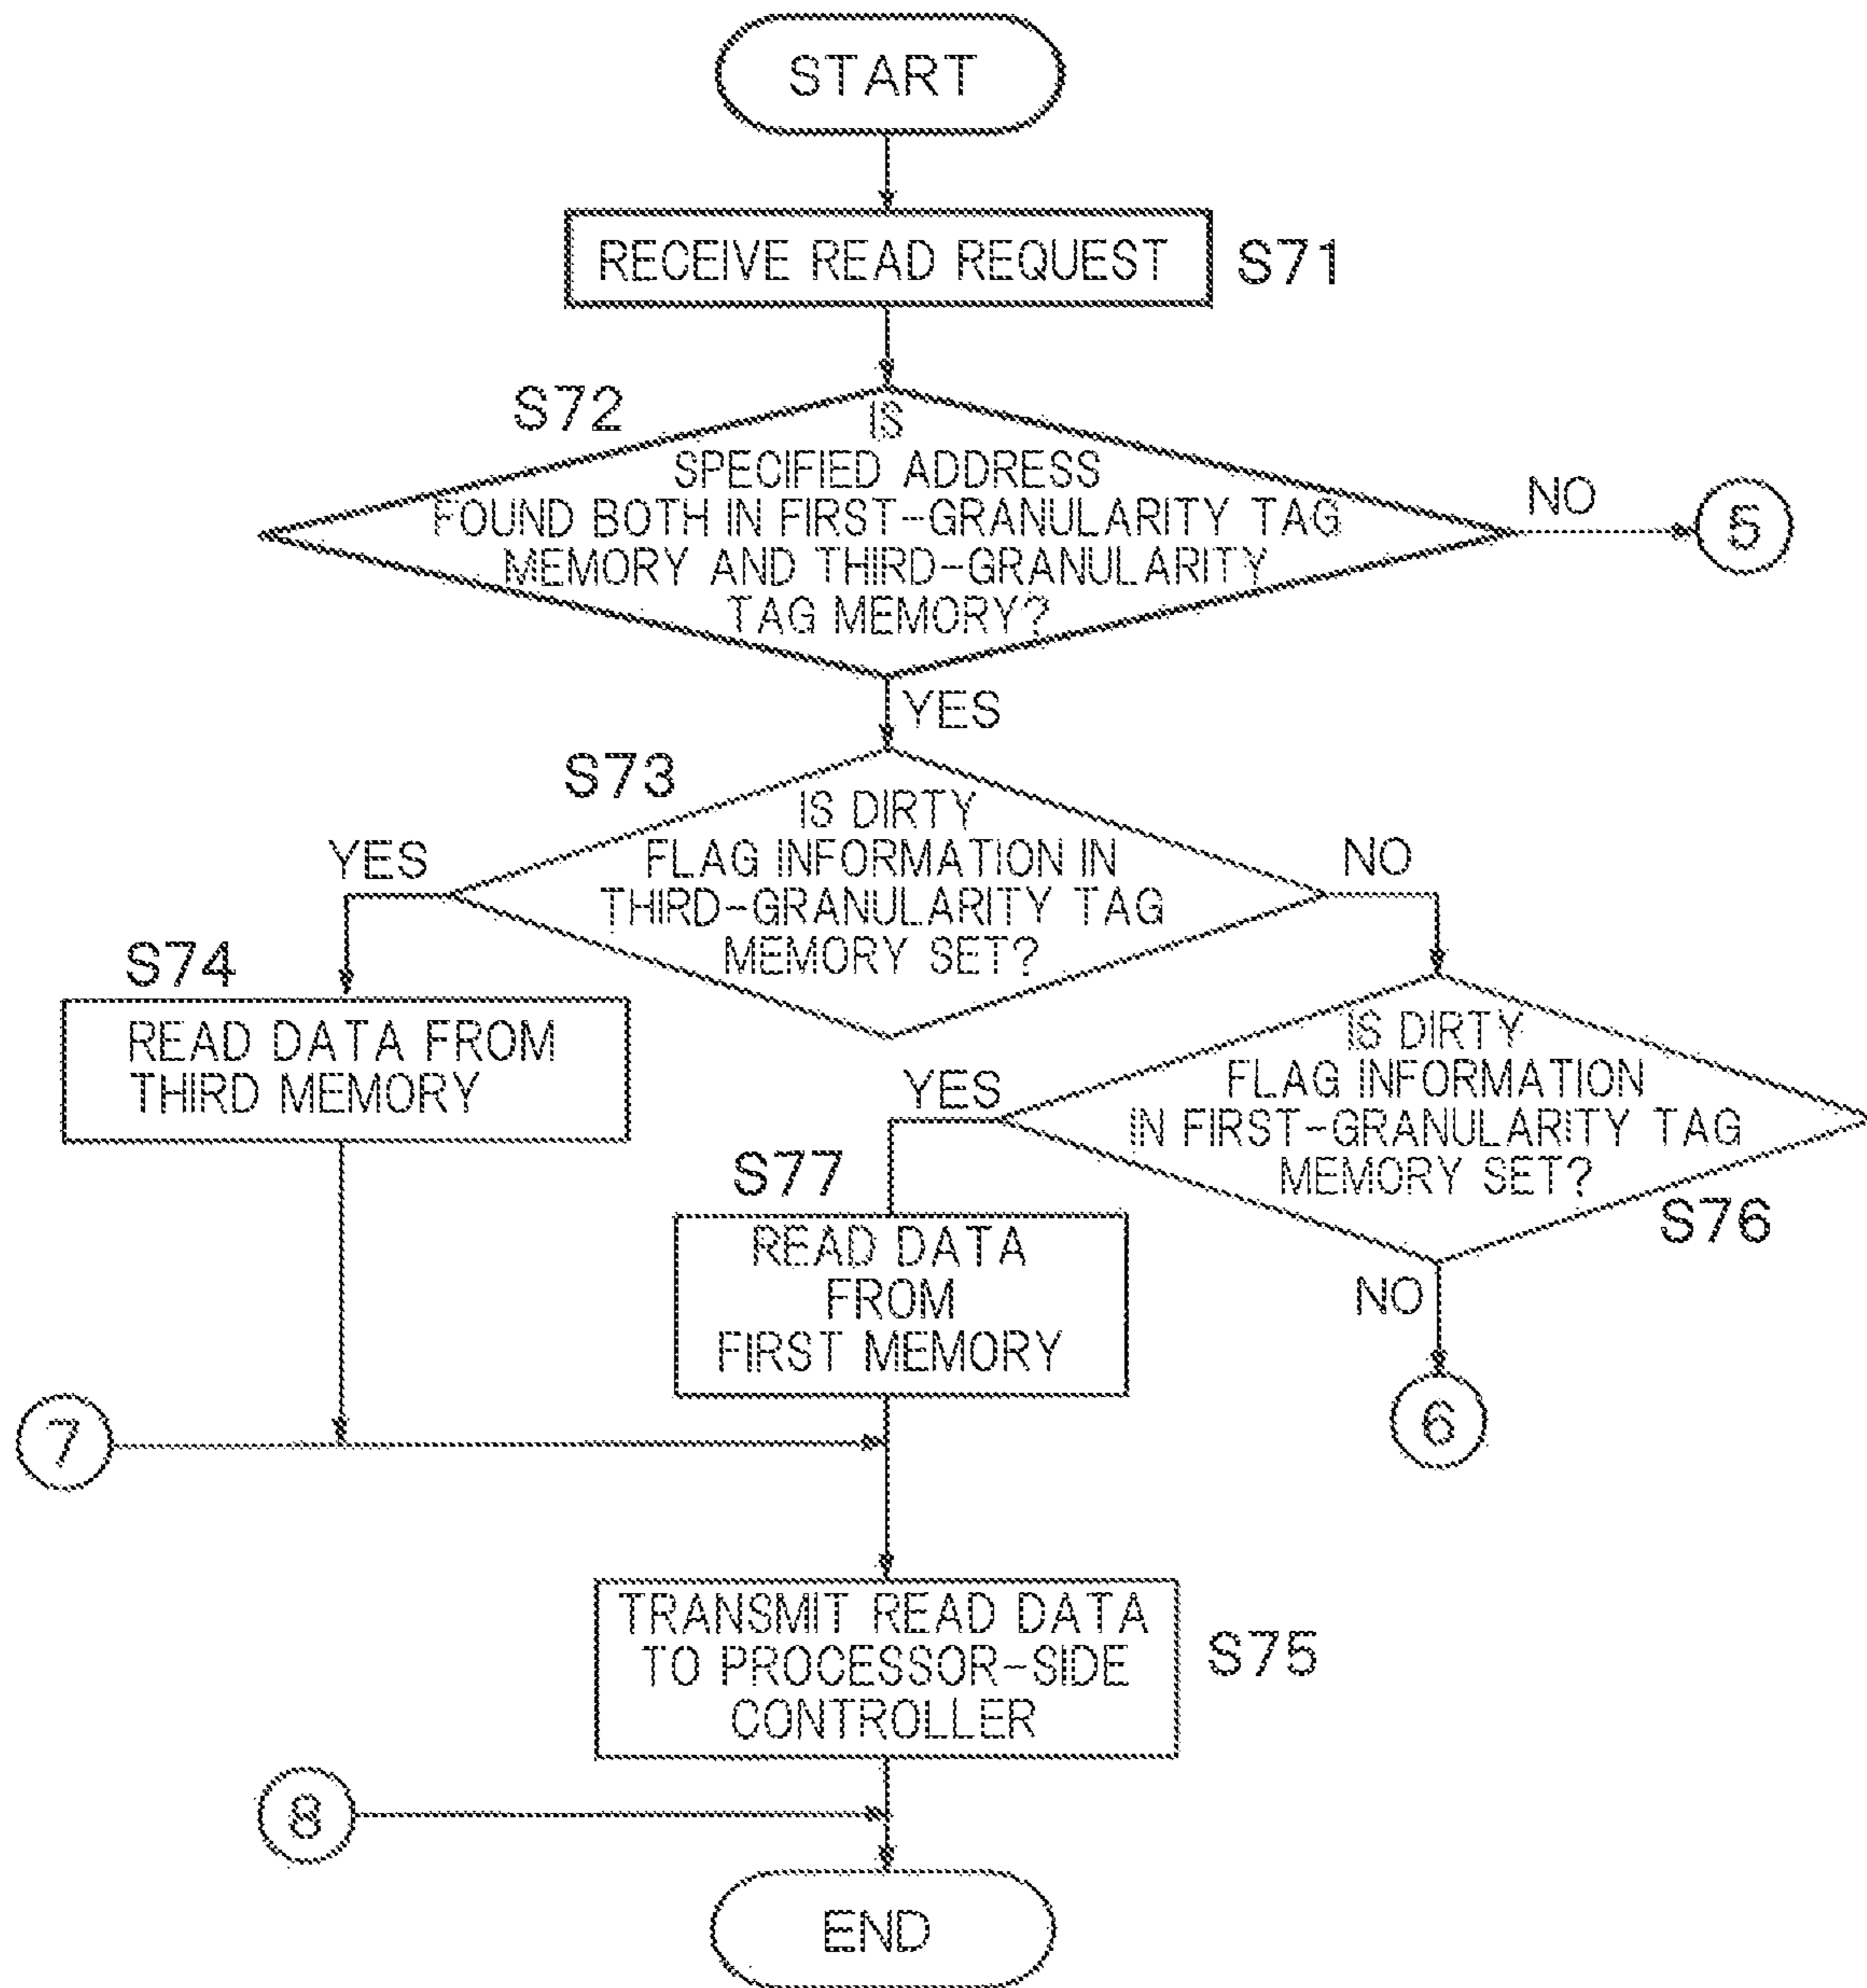 START
RECEIVE READ REQUEST
S71
S72
IS
SPECIFIED ADDRESS
FOUND BOTH IN FIRST-GRANULARITY TAG
MEMORY AND THIRD-GRANULARITY
TAG MEMORY?
NO
5
YES
S73
IS DIRTY
FLAG INFORMATION IN
THIRD-GRANULARITY TAG
MEMORY SET?
YES
NO
S74
READ DATA FROM
THIRD MEMORY
IS DIRTY
FLAG INFORMATION
IN FIRST-GRANULARITY TAG
MEMORY SET?
S76
YES
NO
S77
READ DATA
FROM
FIRST MEMORY
6
7
TRANSMIT READ DATA
TO PROCESSOR-SIDE
CONTROLLER
S75
8
END